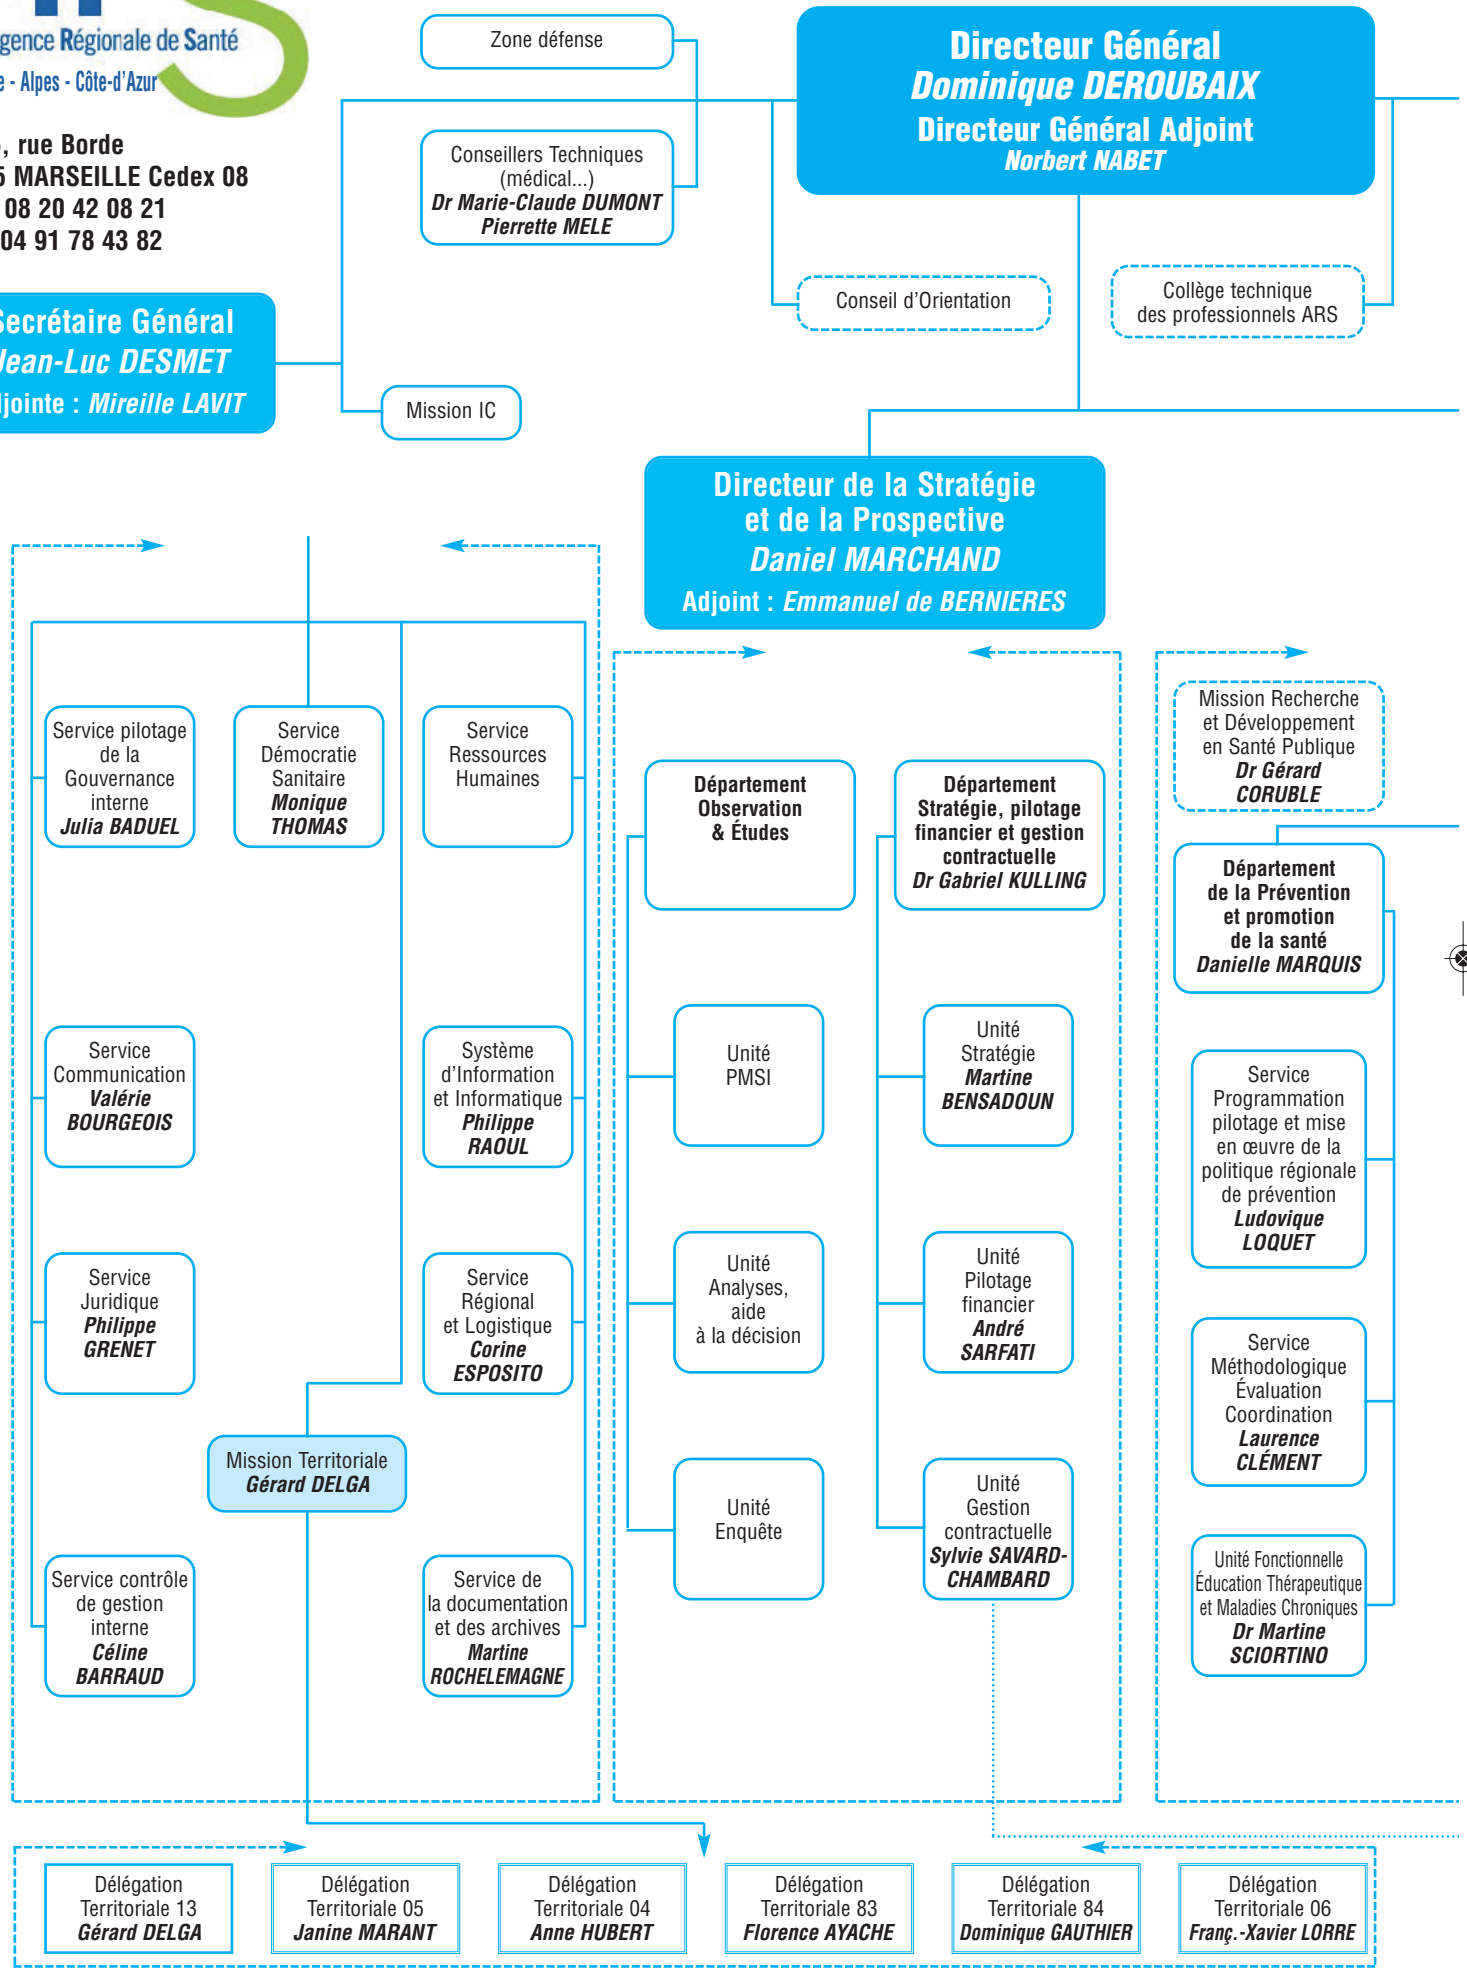 gence Régionale de Santé
e - Alpes - Côte-d'Azur
, rue Borde
5 MARSEILLE Cedex 08
08 20 42 08 21
04 91 78 43 82
Zone défense
Conseillers Techniques
(médical...)
Dr Marie-Claude DUMONT
Pierrette MELE
Directeur Général
Dominique DEROUBAIX
Directeur Général Adjoint
Norbert NABET
Conseil d'Orientation
Collège technique
des professionnels ARS
Secrétaire Général
Jean-Luc DESMET
djointe : Mireille LAVIT
Mission IC
Directeur de la Stratégie
et de la Prospective
Daniel MARCHAND
Adjoint : Emmanuel de BERNIERES
Service pilotage
de la
Gouvernance
interne
Julia BADUEL
Service
Démocratie
Sanitaire
Monique
THOMAS
Service
Ressources
Humaines
Service
Communication
Valérie
BOURGEOIS
Système
d'Information
et Informatique
Philippe
RAOUL
Service
Juridique
Philippe
GRENET
Service
Régional
et Logistique
Corine
ESPOSITO
Mission Territoriale
Gérard DELGA
Service contrôle
de gestion
interne
Céline
BARRAUD
Service de
la documentation
et des archives
Martine
ROCHELEMAGNE
Département
Observation
& Études
Unité
PMSI
Unité
Analyses,
aide
à la décision
Unité
Enquête
Département
Stratégie, pilotage
financier et gestion
contractuelle
Dr Gabriel KULLING
Unité
Stratégie
Martine
BENSADOUN
Unité
Pilotage
financier
André
SARFATI
Unité
Gestion
contractuelle
Sylvie SAVARD-
CHAMBARD
Mission Recherche
et Développement
en Santé Publique
Dr Gérard
CORUBLE
Département
de la Prévention
et promotion
de la santé
Danielle MARQUIS
Service
Programmation
pilotage et mise
en œuvre de la
politique régionale
de prévention
Ludovique
LOQUET
Service
Méthodologique
Évaluation
Coordination
Laurence
CLÉMENT
Unité Fonctionnelle
Éducation Thérapeutique
et Maladies Chroniques
Dr Martine
SCIORTINO
Délégation
Territoriale 13
Gérard DELGA
Délégation
Territoriale 05
Janine MARANT
Délégation
Territoriale 04
Anne HUBERT
Délégation
Territoriale 83
Florence AYACHE
Délégation
Territoriale 84
Dominique GAUTHIER
Délégation
Territoriale 06
Franç.-Xavier LORRE